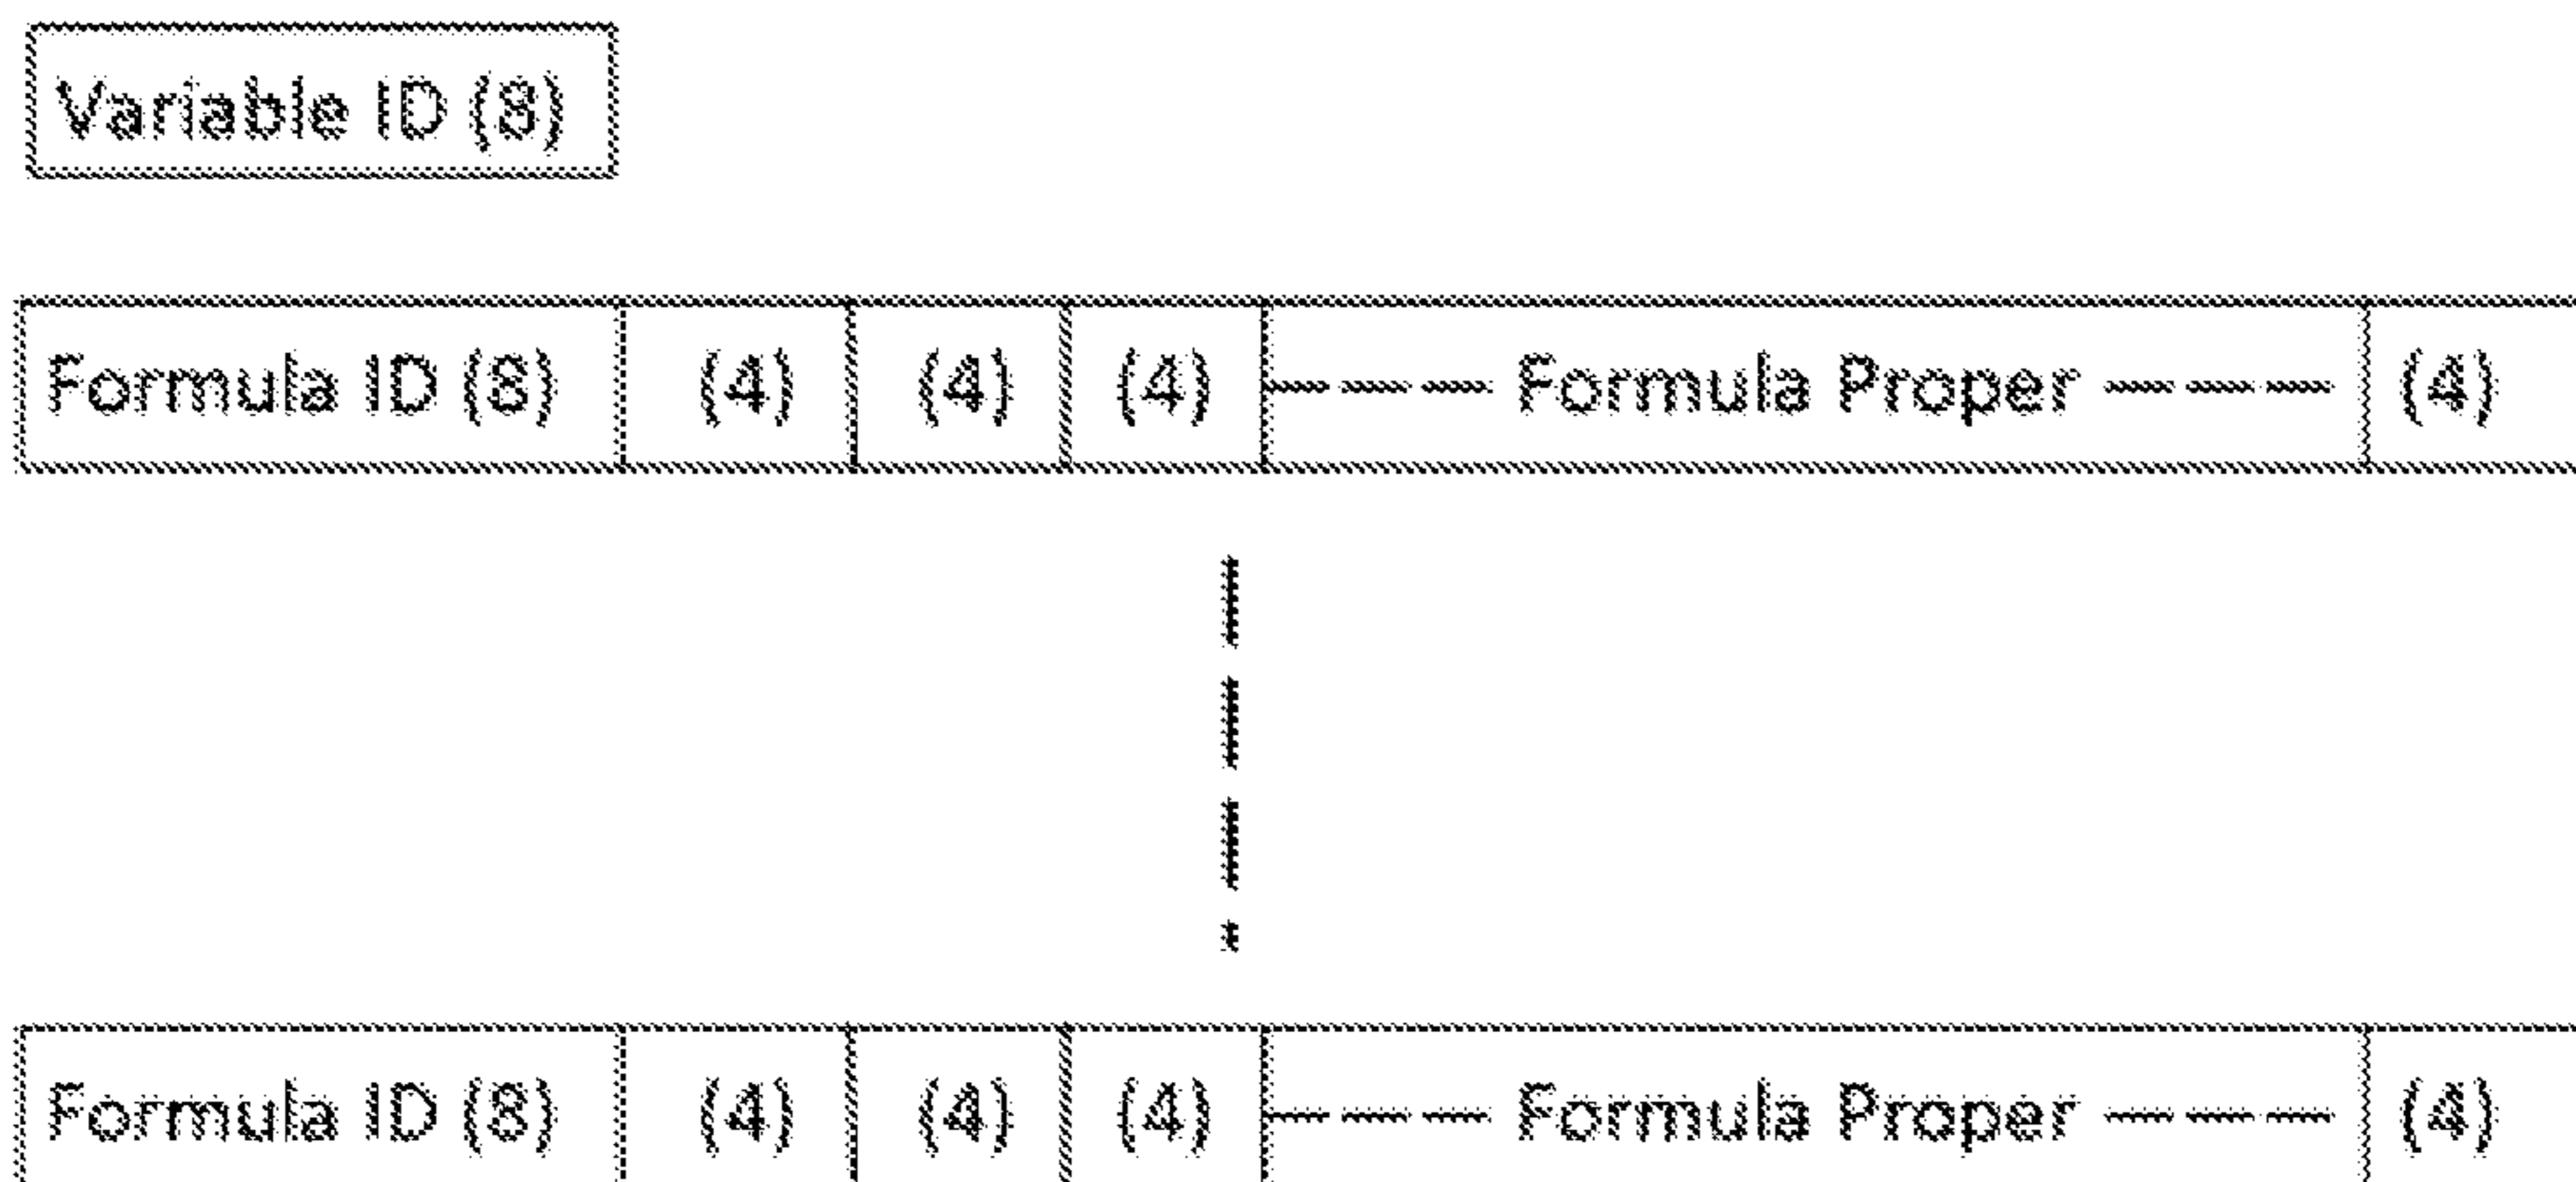 Variable ID (8)
Formula ID (8) (4) (4) (4) — — — Formula Proper — — — (4)
Formula ID (8) (4) (4) (4) — — — Formula Proper — — — (4)